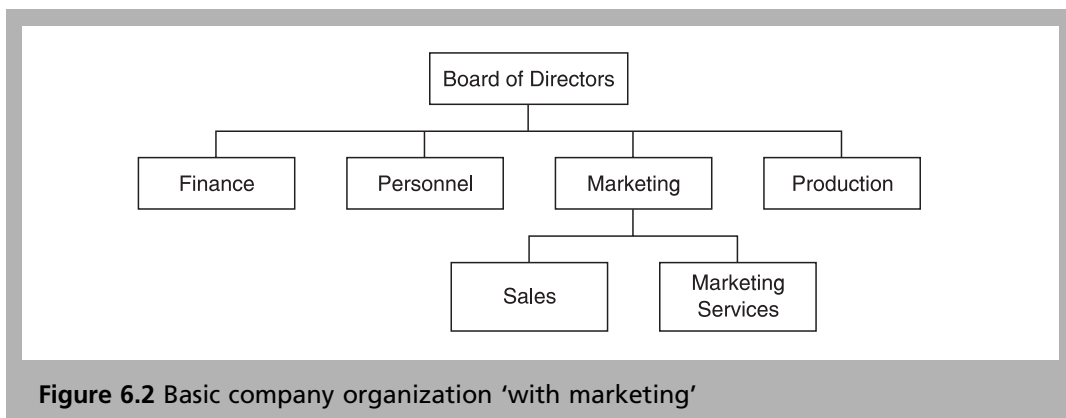 Board of Directors
Finance
Personnel
Marketing
Production
Sales
Marketing
Services
Figure 6.2 Basic company organization ‘with marketing’